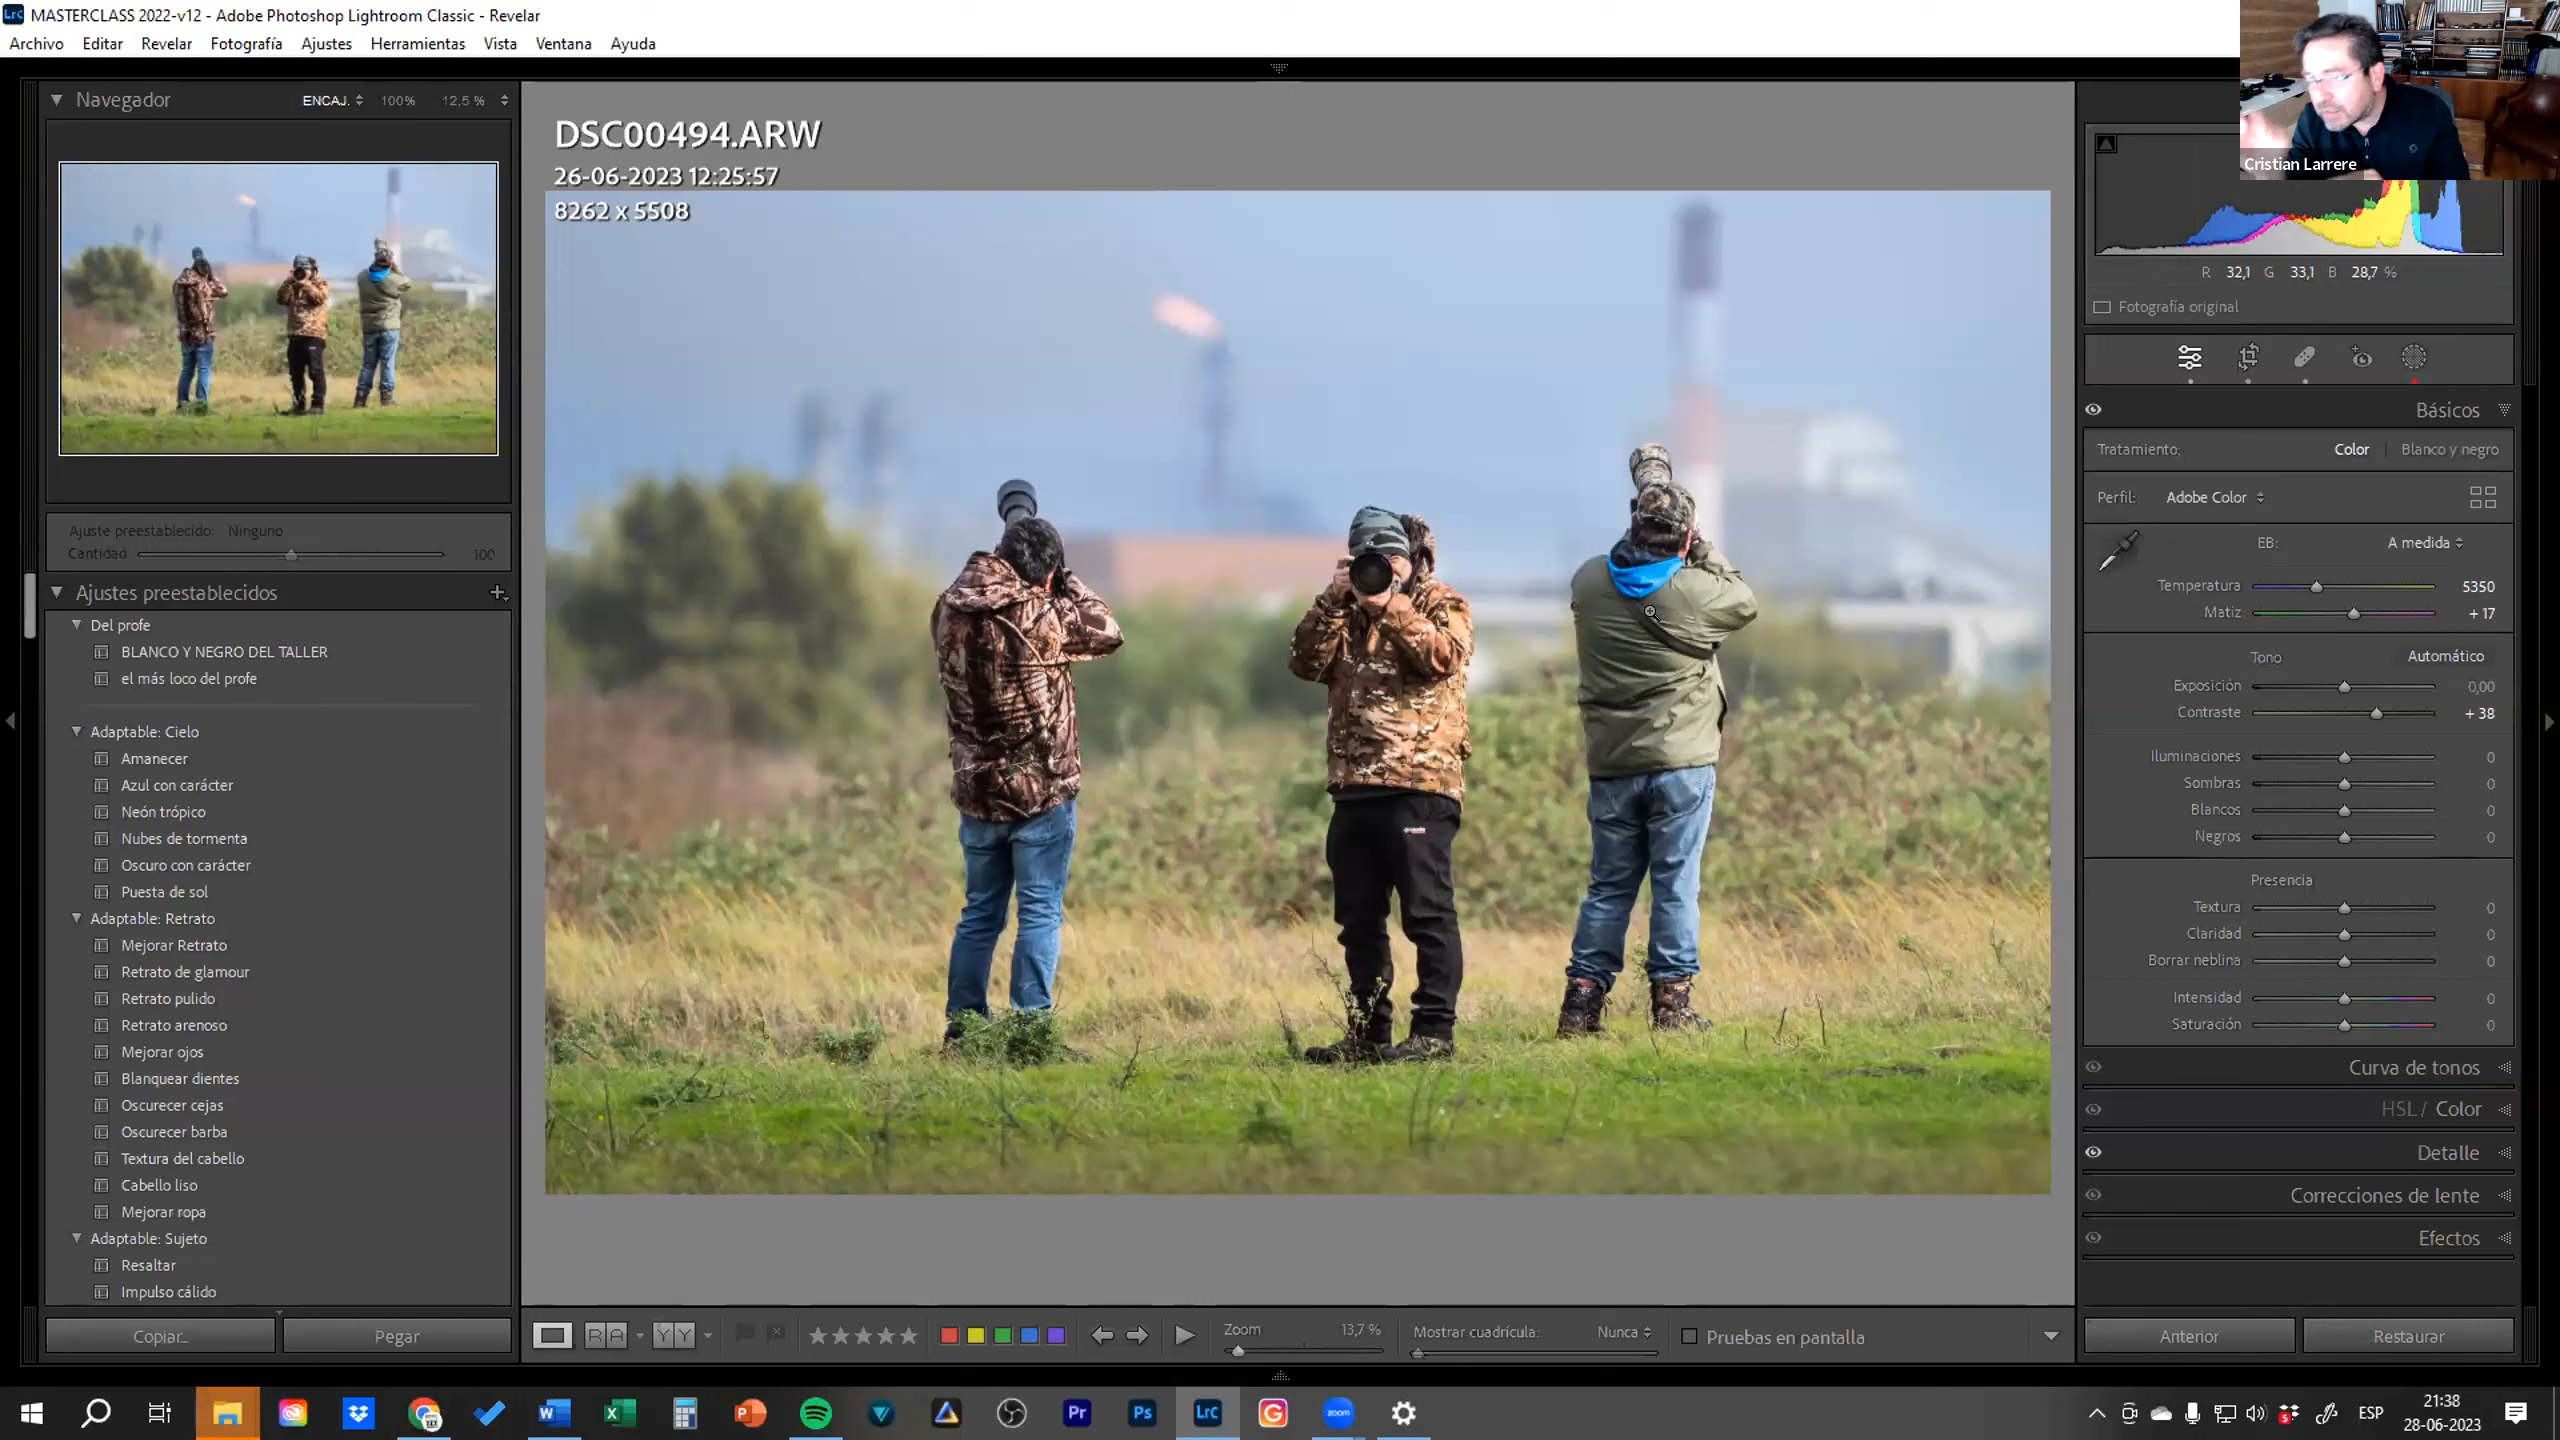 MASTERCLASS 2022-v12 - Adobe Photoshop Lightroom Classic - Revelar
Archivo Editar Revelar Fotografía Ajustes Herramientas Vista Ventana Ayuda
Cristian Larrere
Navegador ENCAJ. 100% 12,5 %
DSC00494.ARW
26-06-2023 12:25:57
8262 x 5508
R 32,1 G 33,1 B 28,7 %
Fotografía original
Básicos
Tratamiento: Color Blanco y negro
Perfil: Adobe Color
EB: A medida
Temperatura 5350
Matiz + 17
Tono Automático
Exposición 0,00
Contraste + 38
Iluminaciones 0
Sombras 0
Blancos 0
Negros 0
Presencia
Textura 0
Claridad 0
Borrar neblina 0
Intensidad 0
Saturación 0
Curva de tonos
HSL / Color
Detalle
Correcciones de lente
Efectos
Anterior Restaurar
Ajuste preestablecido: Ninguno
Cantidad 100
Ajustes preestablecidos
Del profe
BLANCO Y NEGRO DEL TALLER
el más loco del profe
Adaptable: Cielo
Amanecer
Azul con carácter
Neón trópico
Nubes de tormenta
Oscuro con carácter
Puesta de sol
Adaptable: Retrato
Mejorar Retrato
Retrato de glamour
Retrato pulido
Retrato arenoso
Mejorar ojos
Blanquear dientes
Oscurecer cejas
Oscurecer barba
Textura del cabello
Cabello liso
Mejorar ropa
Adaptable: Sujeto
Resaltar
Impulso cálido
Copiar... Pegar
R A Y Y Zoom 13,7 % Mostrar cuadrícula: Nunca Pruebas en pantalla
W X P Pr Ps LrC G zoom ESP
21:38
28-06-2023